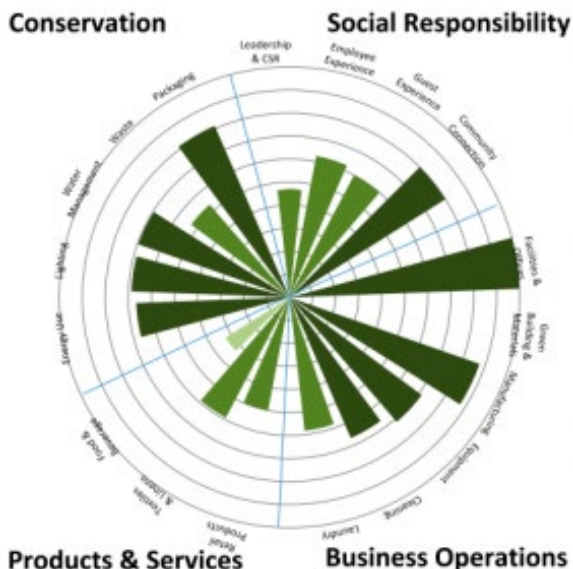 Conservation
Social Responsibility
Leadership
& CSR
Employee
Experience
Guest
Experience
Community
Connection
Facilities &
Green
Building &
Materials
Manufacturing
Equipment
Cleaning
Laundry
Retail
Products
Textiles
& Linens
Food &
Beverage
Energy Use
Lighting
Water
Management
Waste
Packaging
Products & Services
Business Operations